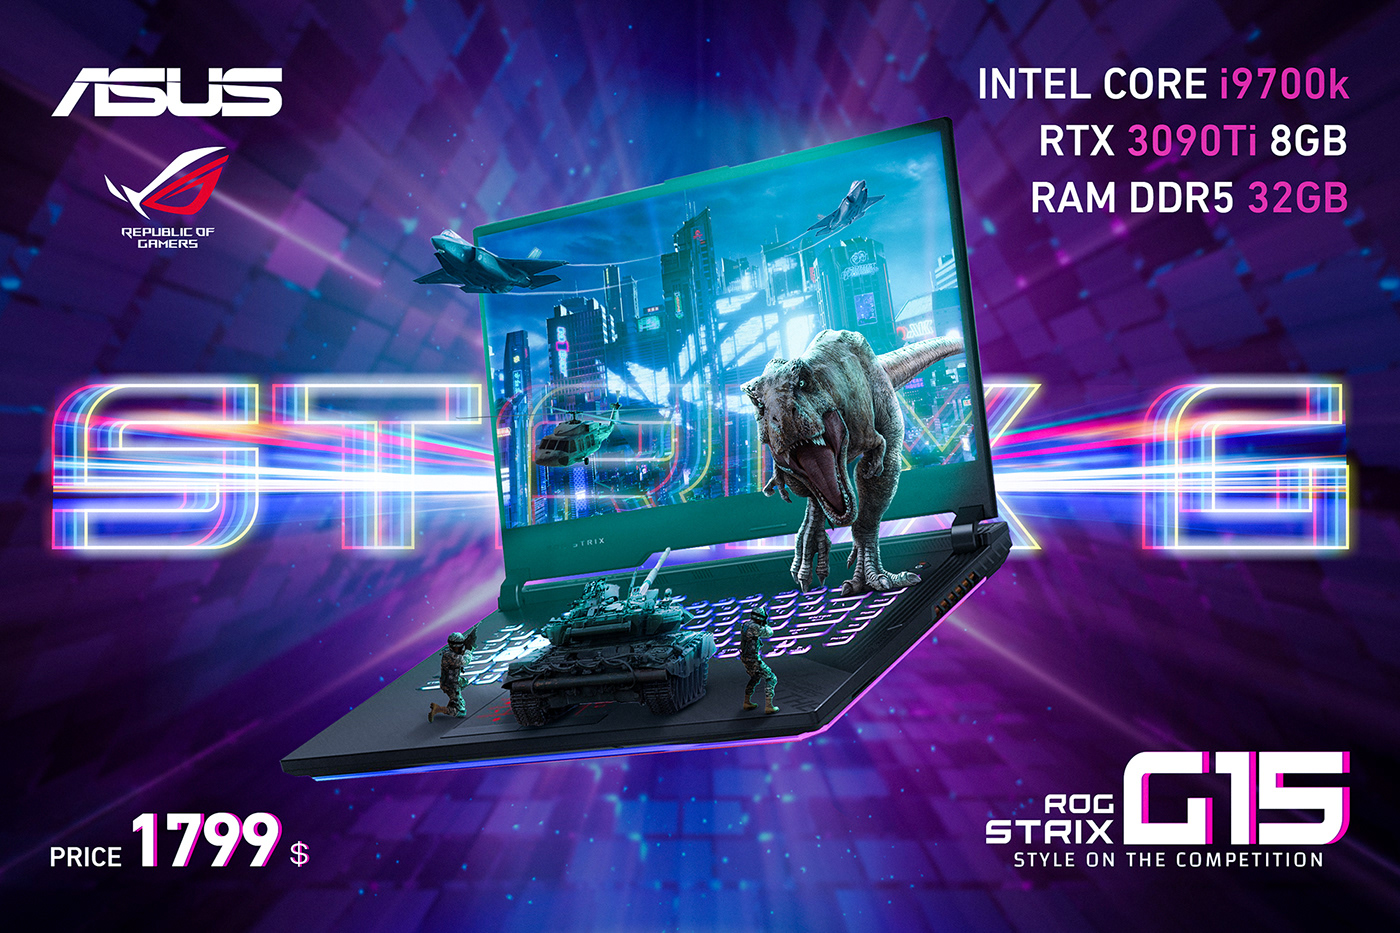 ASUS
REPUBLIC OF
GAMERS
INTEL CORE i9700k
RTX 3090Ti 8GB
RAM DDR5 32GB
STRIX G
STRIX
PRICE 1799 $
ROG
STRIX G15
STYLE ON THE COMPETITION